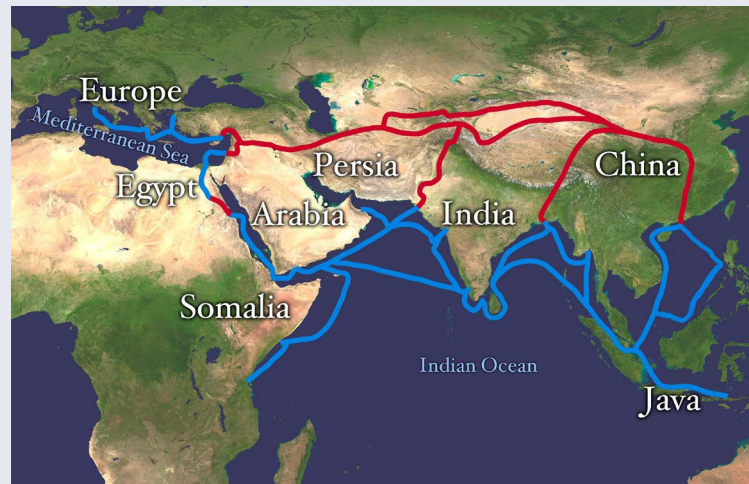 Europe
Mediterranean Sea
Egypt
Persia
China
Arabia
India
Somalia
Indian Ocean
Java